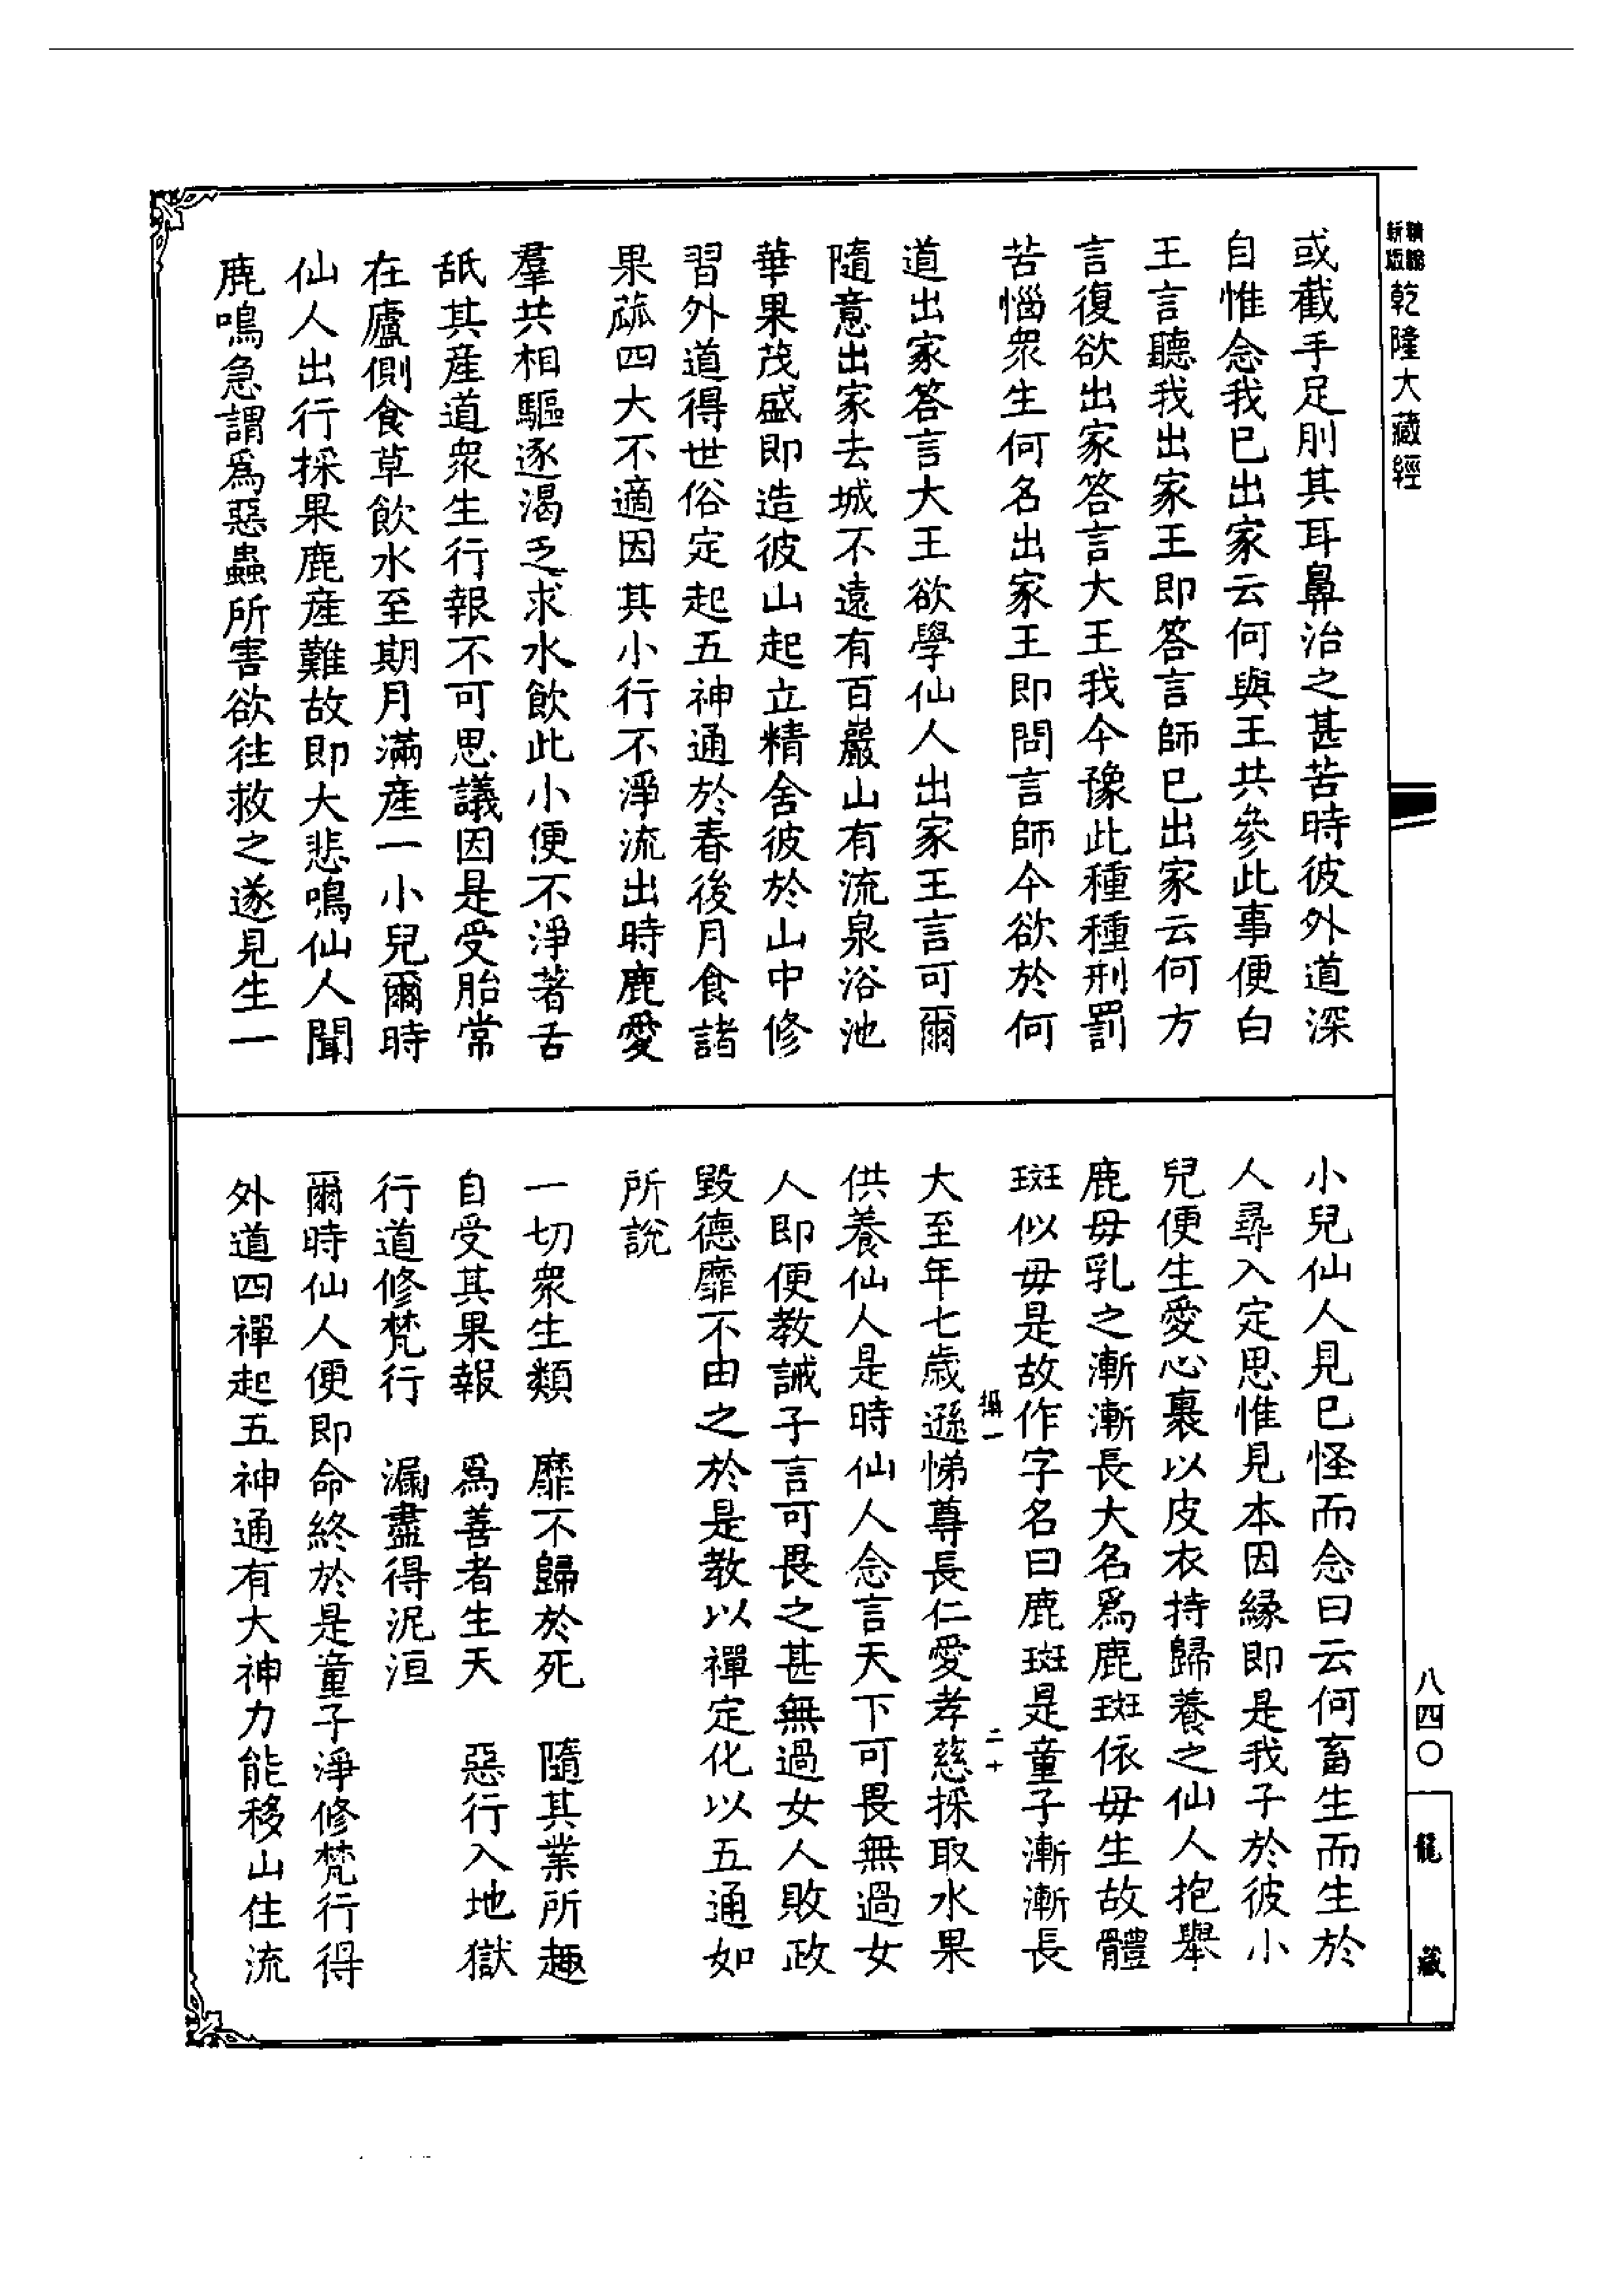 新版
精縮
乾隆大藏經
或截手足刖其耳鼻治之甚苦時彼外道深
自惟念我已出家云何與王共參此事便白
王言聽我出家王即答言師已出家云何方
言復欲出家答言大王我今豫此種種刑罰
苦惱眾生何名出家王即問言師今欲於何
道出家答言大王欲學仙人出家王言可爾
隨意出家去城不遠有百巖山有流泉浴池
華果茂盛即造彼山起立精舍彼於山中修
習外道得世俗定起五神通於春後月食諸
果蓏四大不適因其小行不淨流出時鹿愛
羣共相驅逐渴乏求水飲此小便不淨著舌
舐其產道眾生行報不可思議因是受胎常
在廬側食草飲水至期月滿產一小兒爾時
仙人出行採果鹿產難故即大悲鳴仙人聞
鹿鳴急謂為惡蟲所害欲往救之遂見生一
小兒仙人見已怪而念曰云何畜生而生於
人尋入定思惟見本因緣即是我子於彼小
兒便生愛心裹以皮衣持歸養之仙人抱舉
鹿母乳之漸漸長大名為鹿斑依母生故體
斑似母是故作字名曰鹿斑是童子漸漸長
攝一 二十
大至年七歲遜悌尊長仁愛孝慈採取水果
供養仙人是時仙人念言天下可畏無過女
人即便教誡子言可畏之甚無過女人敗政
毀德靡不由之於是教以禪定化以五通如
所說
一切眾生類 靡不歸於死 隨其業所趣
自受其果報 為善者生天 惡行入地獄
行道修梵行 漏盡得泥洹
爾時仙人便即命終於是童子淨修梵行得
外道四禪起五神通有大神力能移山住流
八四〇
龍藏